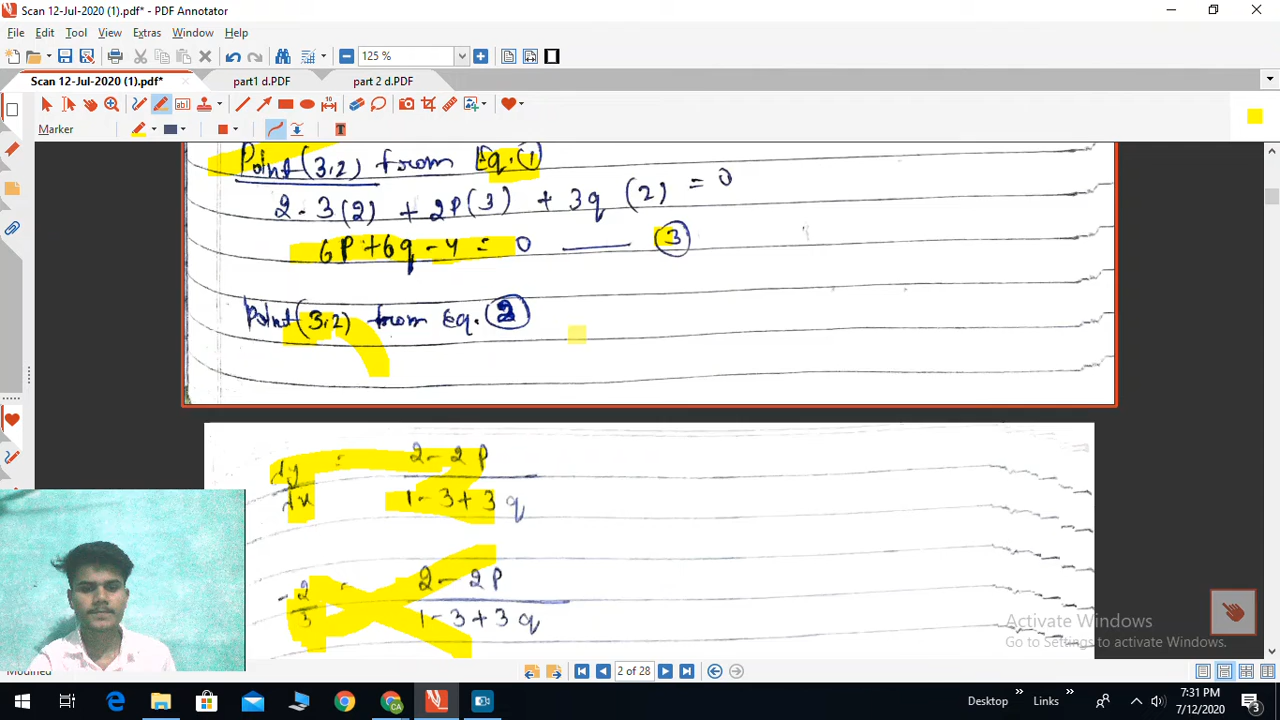 Scan 12-Jul-2020 (1).pdf* - PDF Annotator
File Edit Tool View Extras Window Help
125 %
Scan 12-Jul-2020 (1).pdf* part1 d.PDF part 2 d.PDF
Marker
Point (3,2) from Eq.(1)
2 - 3(2) + 2P(3) + 3q (2) = 0
6P + 6q - 4 = 0 —— (3)
Point (3,2) from Eq. (2)
dy/dx = 2 - 2P / 1 - 3 + 3q
-2/3 = 2 - 2P / 1 - 3 + 3q
Activate Windows
Go to Settings to activate Windows.
Modified
2 of 28
Desktop » Links »
7:31 PM
7/12/2020
3